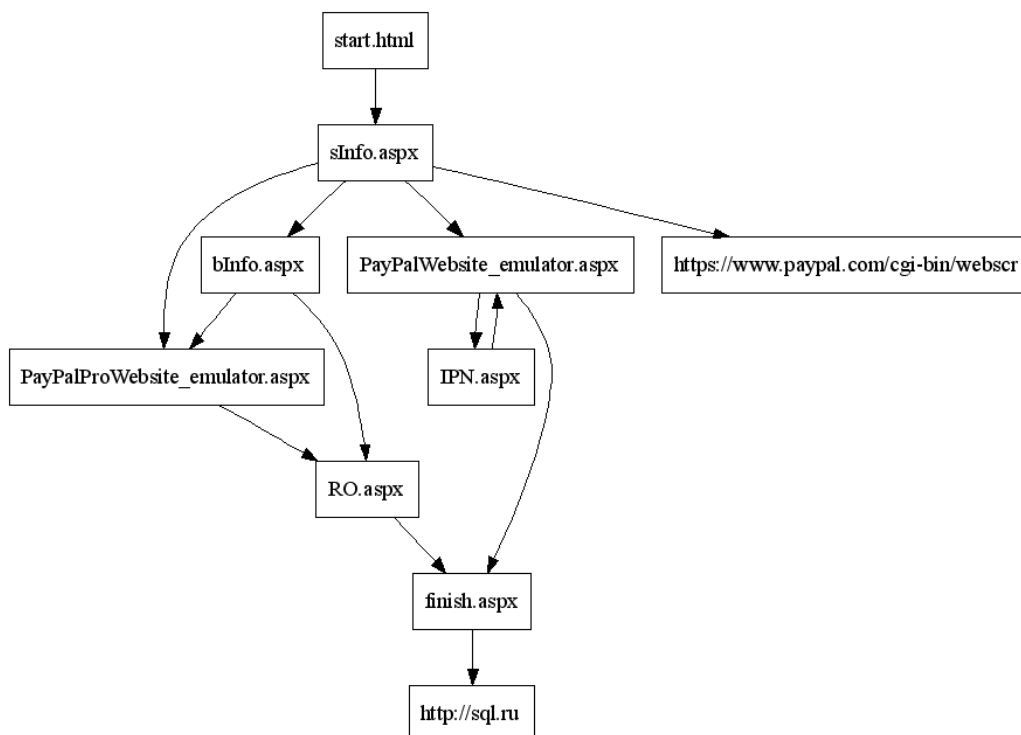 start.html
sInfo.aspx
bInfo.aspx
PayPalWebsite_emulator.aspx
https://www.paypal.com/cgi-bin/webscr
PayPalProWebsite_emulator.aspx
IPN.aspx
RO.aspx
finish.aspx
http://sql.ru